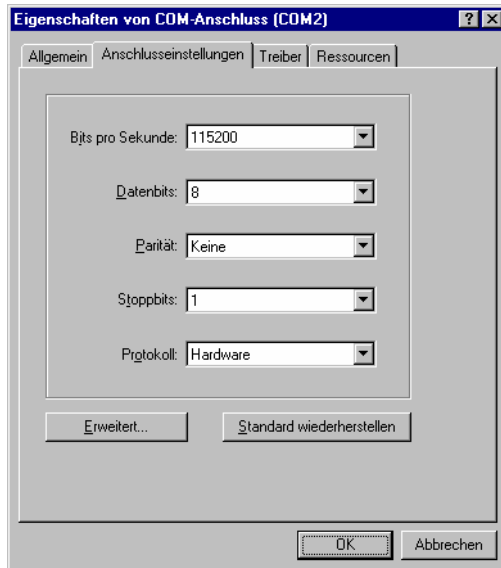 Eigenschaften von COM-Anschluss (COM2)
Allgemein Anschlusseinstellungen Treiber Ressourcen
Bits pro Sekunde: 115200
Datenbits: 8
Parität: Keine
Stoppbits: 1
Protokoll: Hardware
Erweitert... Standard wiederherstellen
OK Abbrechen